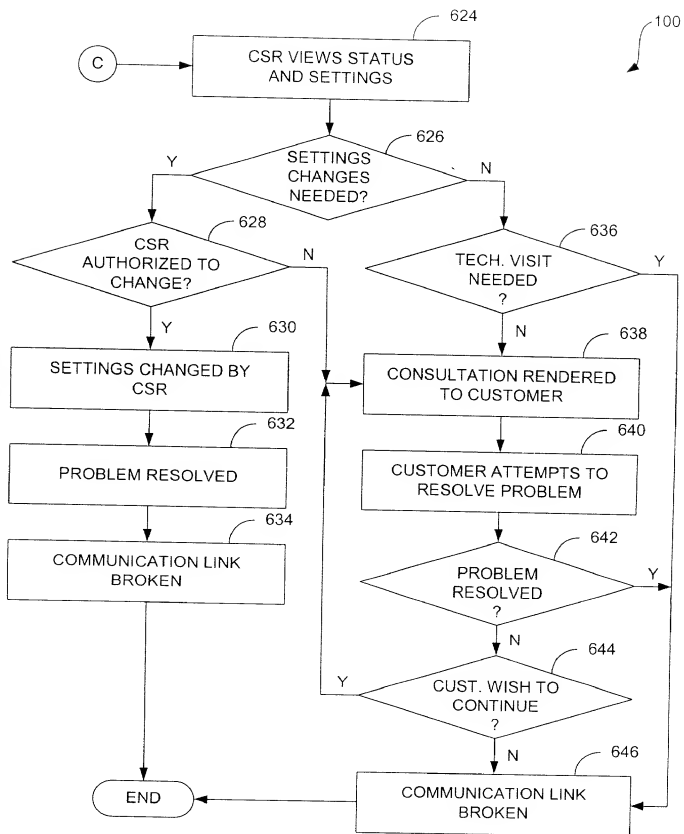 624
100
C
CSR VIEWS STATUS
AND SETTINGS
626
Y
SETTINGS
CHANGES
NEEDED?
N
628
636
CSR
AUTHORIZED TO
CHANGE?
N
TECH. VISIT
NEEDED
?
Y
Y
N
630
638
SETTINGS CHANGED BY
CSR
CONSULTATION RENDERED
TO CUSTOMER
632
640
PROBLEM RESOLVED
CUSTOMER ATTEMPTS TO
RESOLVE PROBLEM
634
642
COMMUNICATION LINK
BROKEN
PROBLEM
RESOLVED
?
Y
N
644
Y
CUST. WISH TO
CONTINUE
?
N
646
END
COMMUNICATION LINK
BROKEN